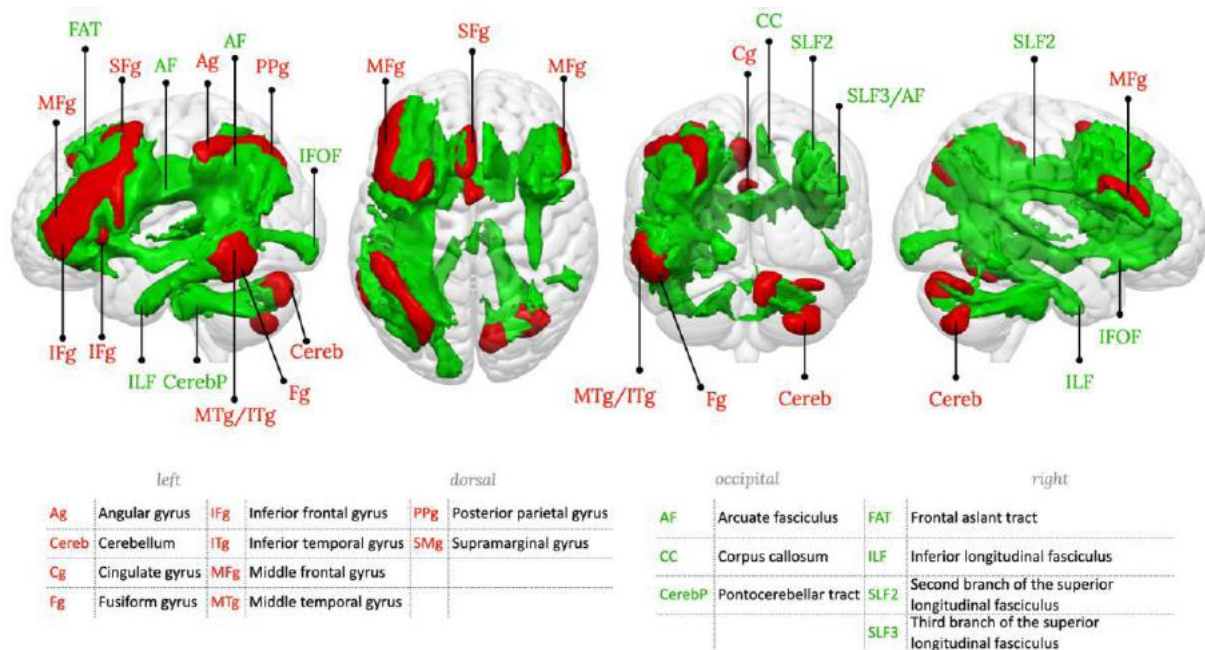 FAT
SFg
AF
AF
Ag
PPg
MFg
IFOF
IFg
IFg
ILF
CerebP
MTg/ITg
Fg
Cereb
MFg
SFg
MFg
Cg
CC
SLF2
SLF3/AF
MTg/ITg
Fg
Cereb
SLF2
MFg
IFOF
ILF
Cereb
left
dorsal
occipital
right
Ag Angular gyrus IFg Inferior frontal gyrus PPg Posterior parietal gyrus
Cereb Cerebellum ITg Inferior temporal gyrus SMg Supramarginal gyrus
Cg Cingulate gyrus MFg Middle frontal gyrus
Fg Fusiform gyrus MTg Middle temporal gyrus
AF Arcuate fasciculus FAT Frontal aslant tract
CC Corpus callosum ILF Inferior longitudinal fasciculus
CerebP Pontocerebellar tract SLF2 Second branch of the superior
longitudinal fasciculus
SLF3 Third branch of the superior
longitudinal fasciculus